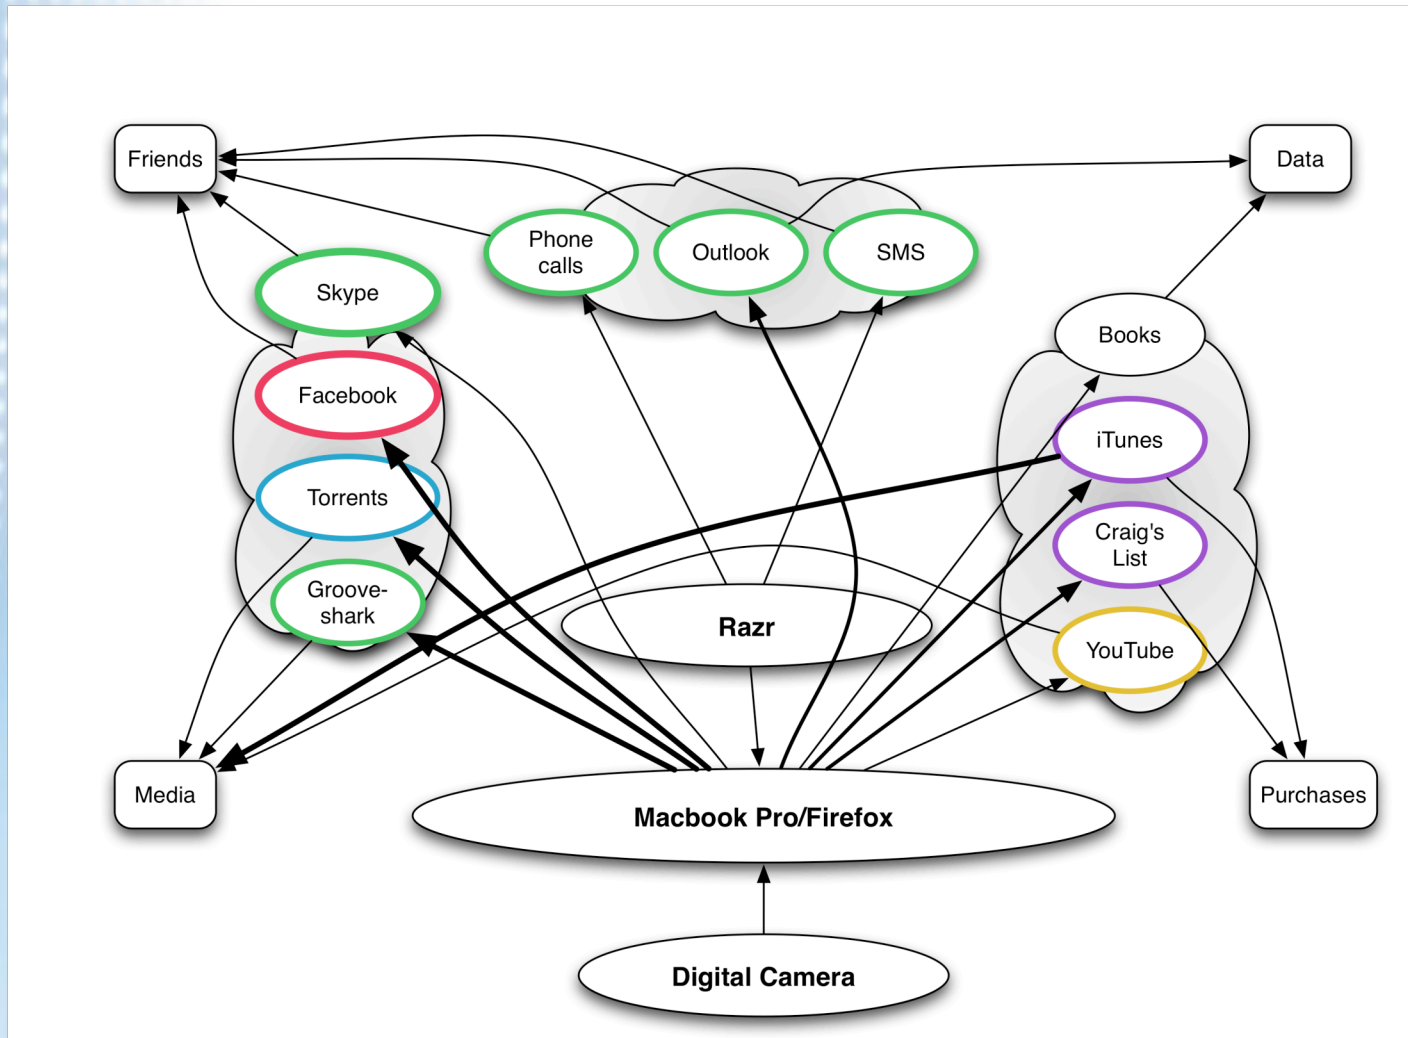 Friends
Data
Phone
calls
Outlook
SMS
Skype
Books
Facebook
iTunes
Torrents
Craig's
List
Groove-
shark
Razr
YouTube
Media
Purchases
Macbook Pro/Firefox
Digital Camera